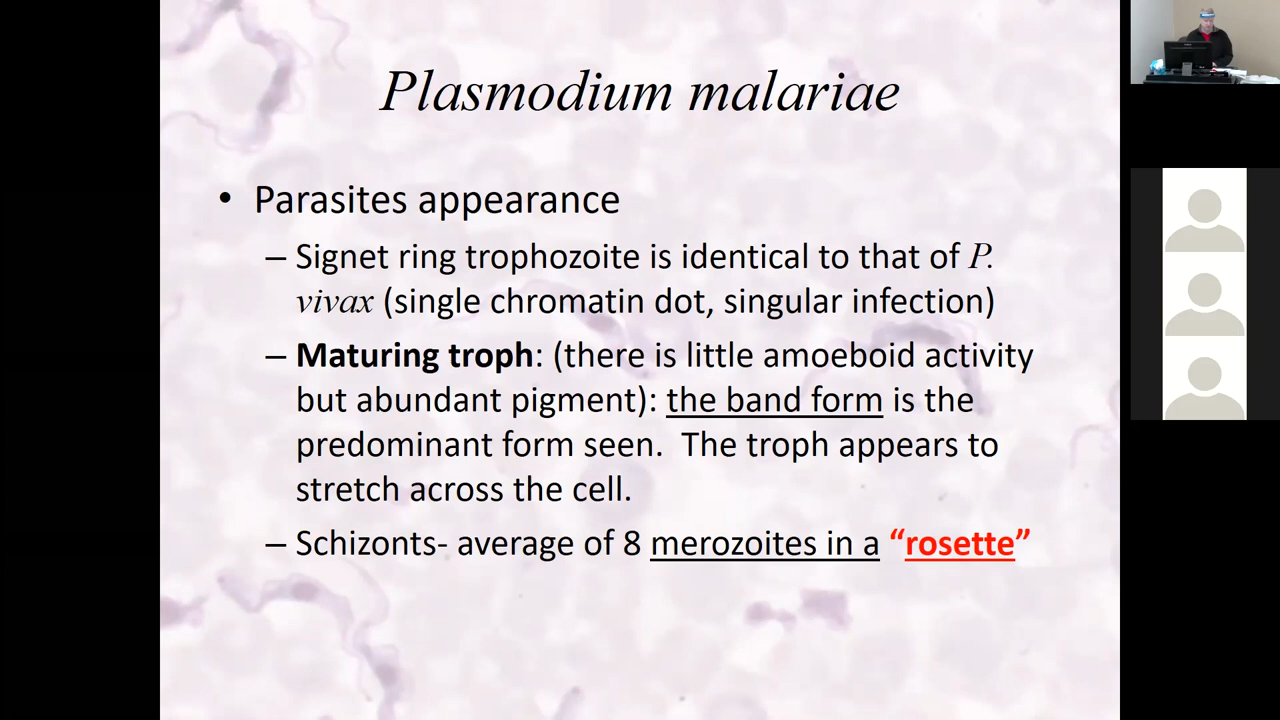 Plasmodium malariae
• Parasites appearance
– Signet ring trophozoite is identical to that of P.
vivax (single chromatin dot, singular infection)
– Maturing troph: (there is little amoeboid activity
but abundant pigment): the band form is the
predominant form seen. The troph appears to
stretch across the cell.
– Schizonts- average of 8 merozoites in a “rosette”